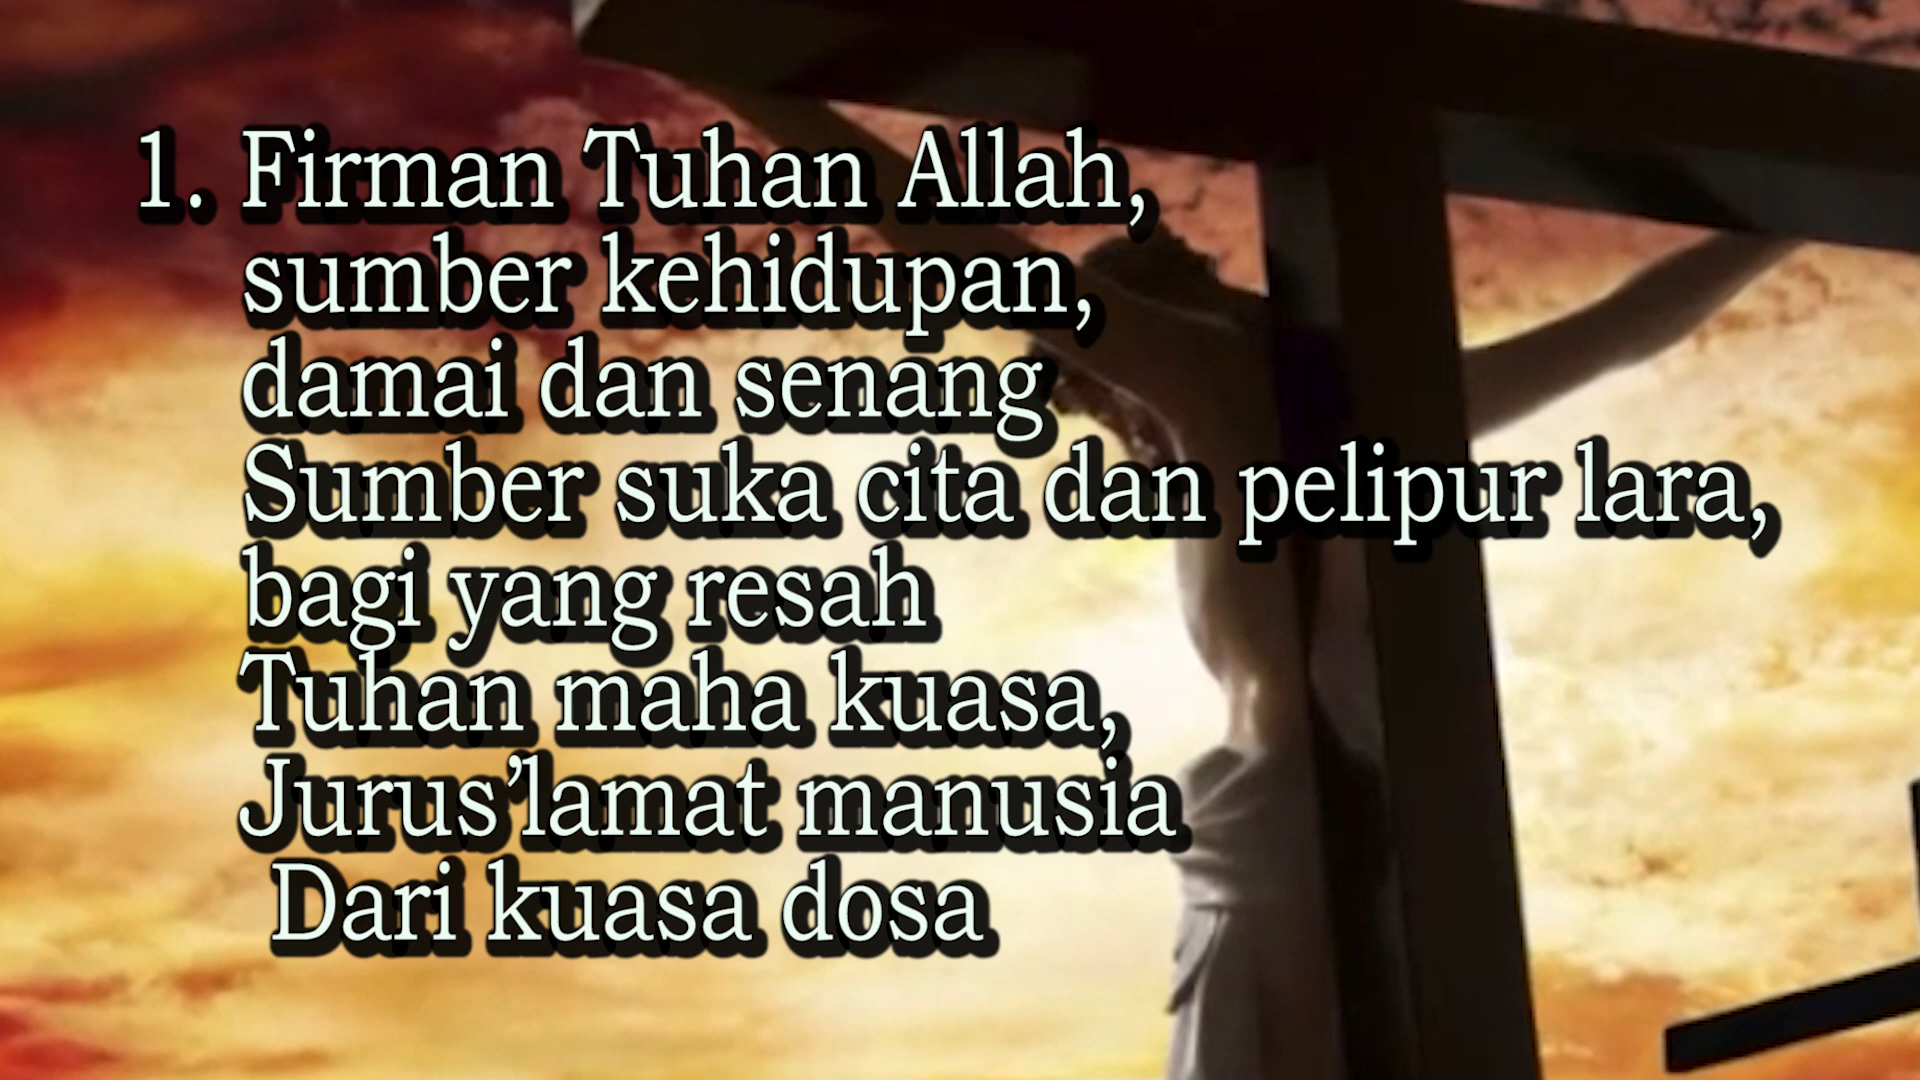 1. Firman Tuhan Allah,
sumber kehidupan,
damai dan senang
Sumber suka cita dan pelipur lara,
bagi yang resah
Tuhan maha kuasa,
Jurus’lamat manusia
Dari kuasa dosa